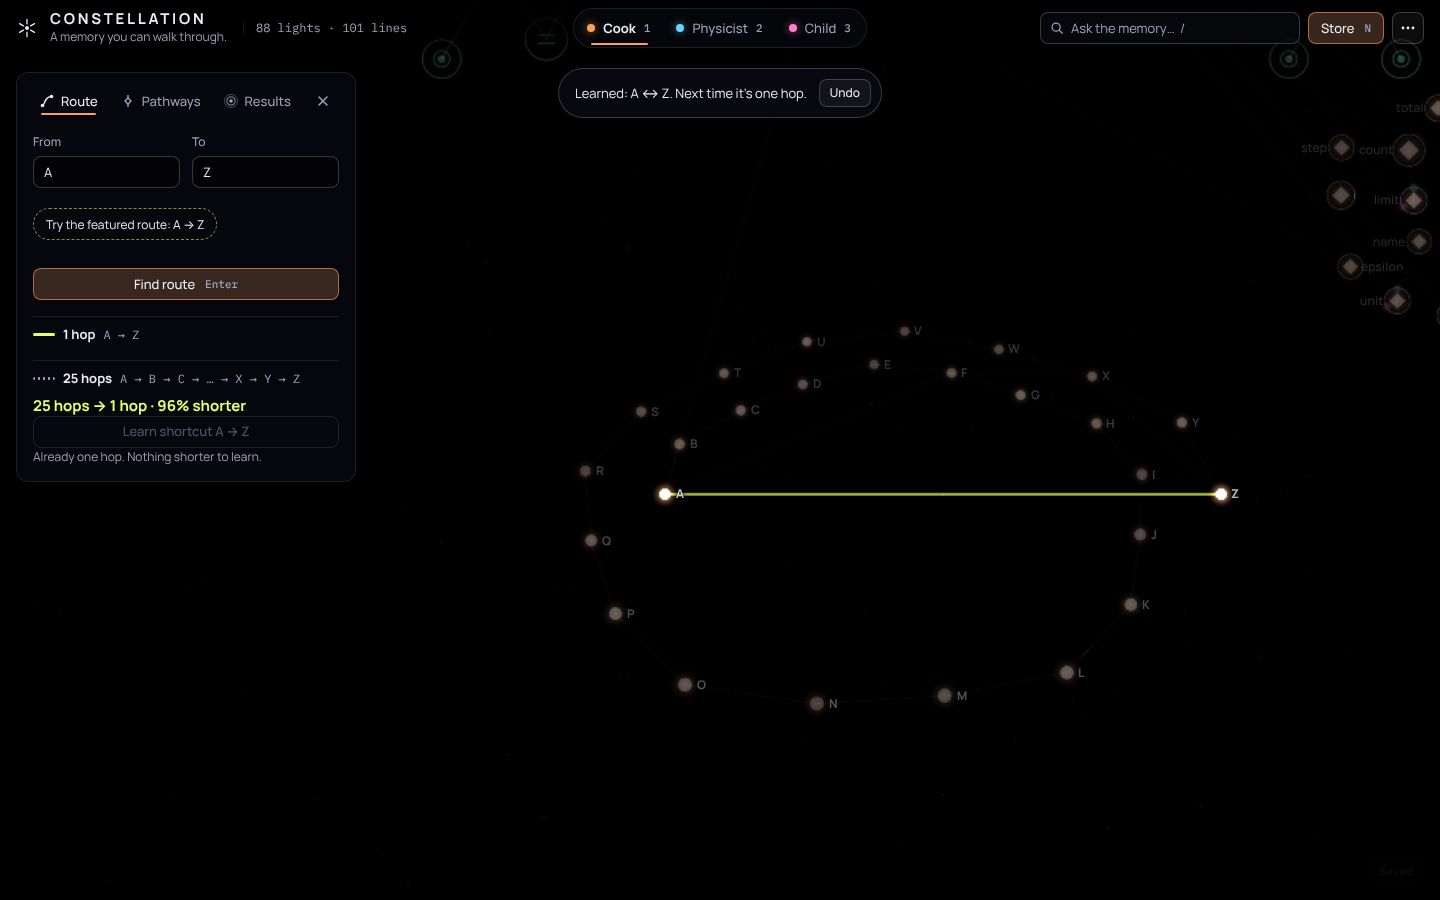 CONSTELLATION
A memory you can walk through.
88 lights · 101 lines
Cook 1
Physicist 2
Child 3
Ask the memory… /
Store N
Learned: A ↔ Z. Next time it's one hop.
Undo
Route
Pathways
Results
From
To
A
Z
Try the featured route: A → Z
Find route Enter
1 hop A → Z
25 hops A → B → C → … → X → Y → Z
25 hops → 1 hop · 96% shorter
Learn shortcut A → Z
Already one hop. Nothing shorter to learn.
total
step
count
limit
name
epsilon
unit
V
U
W
E
T
D
F
X
G
S
C
B
H
Y
R
I
A
Z
Q
J
P
K
O
L
N
M
Saved